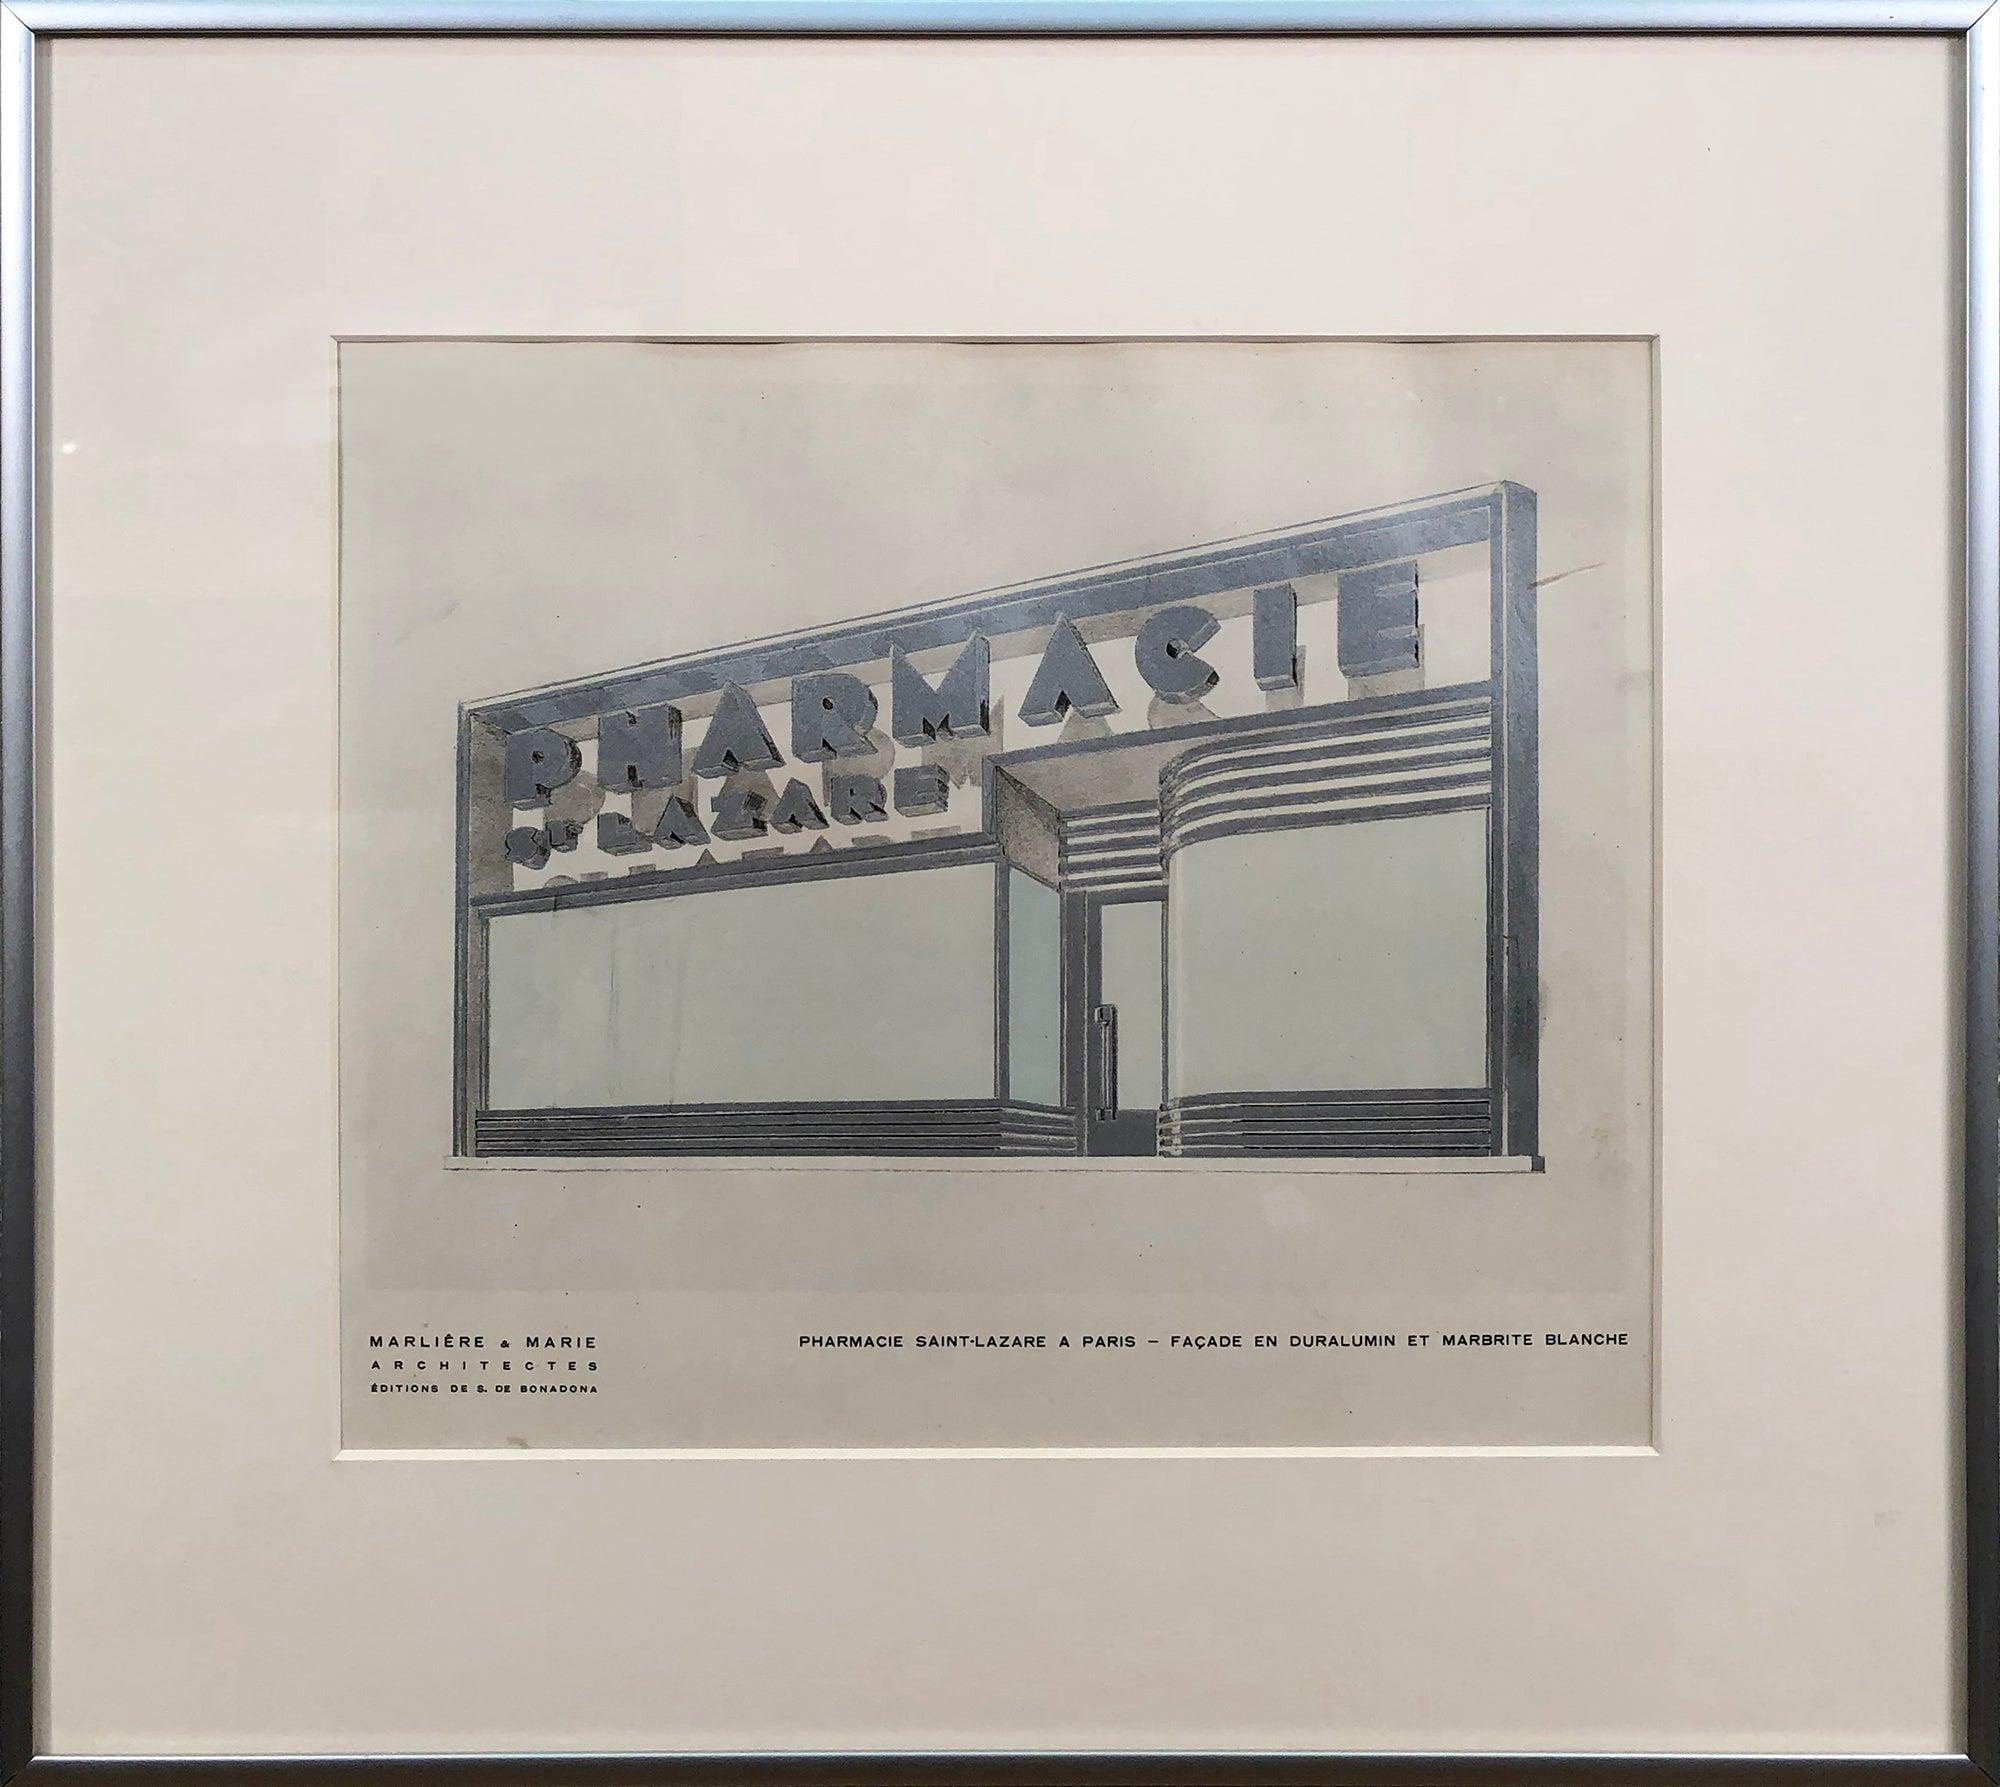 PHARMACIE
ST LAZARE
MARLIÈRE & MARIE
ARCHITECTES
ÉDITIONS DE S. DE BONADONA
PHARMACIE SAINT-LAZARE A PARIS — FAÇADE EN DURALUMIN ET MARBRITE BLANCHE